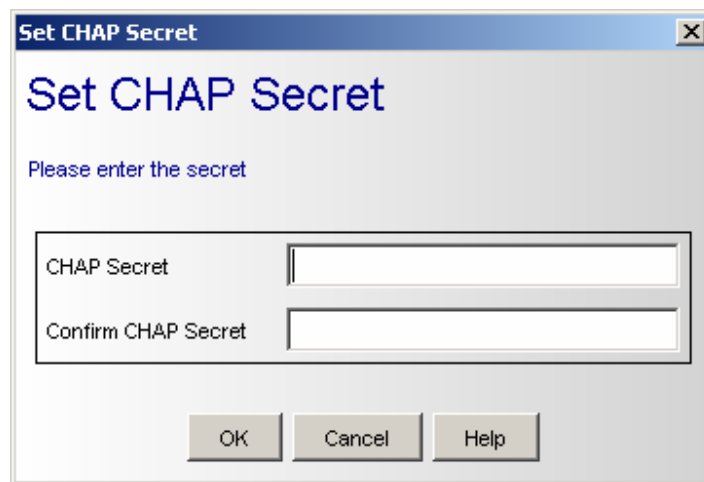 Set CHAP Secret
Set CHAP Secret
Please enter the secret
CHAP Secret
Confirm CHAP Secret
OK Cancel Help